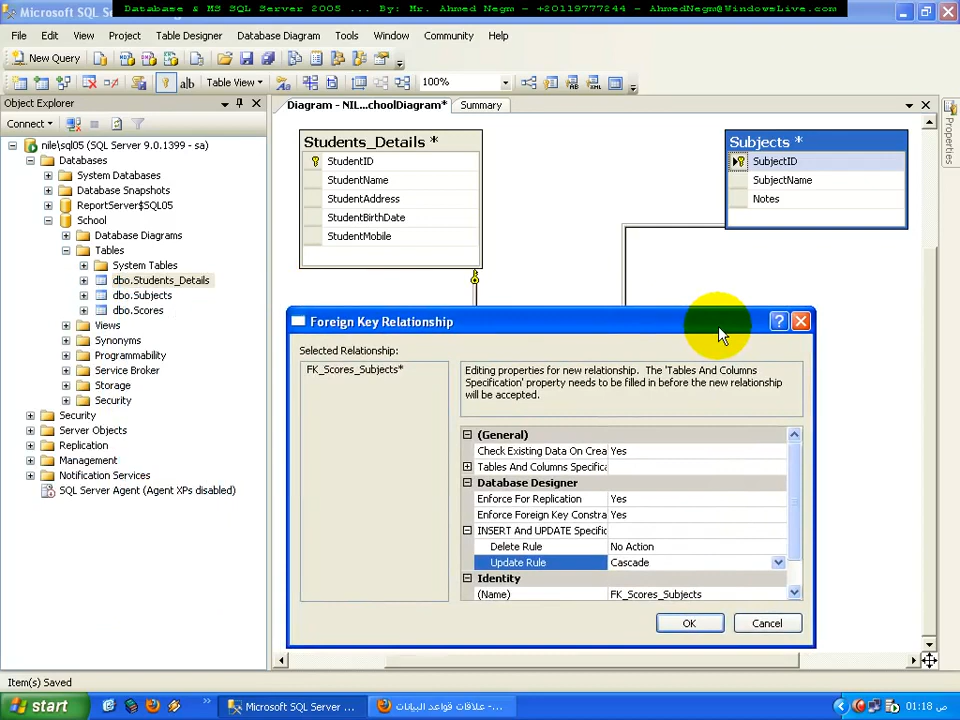 Microsoft SQL Server
Database & MS SQL Server 2005 .. By: Mr. Ahmed Negm - +20119777244 - AhmedNegm@WindowsLive.com
File Edit View Project Table Designer Database Diagram Tools Window Community Help
New Query
Table View 100%
Object Explorer
Diagram - NIL...choolDiagram* Summary
Connect
Properties
nile\sql05 (SQL Server 9.0.1399 - sa)
Databases
System Databases
Database Snapshots
ReportServer$SQL05
School
Database Diagrams
Tables
System Tables
dbo.Students_Details
dbo.Subjects
dbo.Scores
Views
Synonyms
Programmability
Service Broker
Storage
Security
Security
Server Objects
Replication
Management
Notification Services
SQL Server Agent (Agent XPs disabled)
Students_Details *
StudentID
StudentName
StudentAddress
StudentBirthDate
StudentMobile
Subjects *
SubjectID
SubjectName
Notes
Foreign Key Relationship
Selected Relationship:
FK_Scores_Subjects*
Editing properties for new relationship. The 'Tables And Columns
Specification' property needs to be filled in before the new relationship
will be accepted.
(General)
Check Existing Data On Crea Yes
Tables And Columns Specifica
Database Designer
Enforce For Replication Yes
Enforce Foreign Key Constra Yes
INSERT And UPDATE Specific
Delete Rule No Action
Update Rule Cascade
Identity
(Name) FK_Scores_Subjects
OK Cancel
Item(s) Saved
start Microsoft SQL Server ... علاقات قواعد البيانات -... 01:18 ص